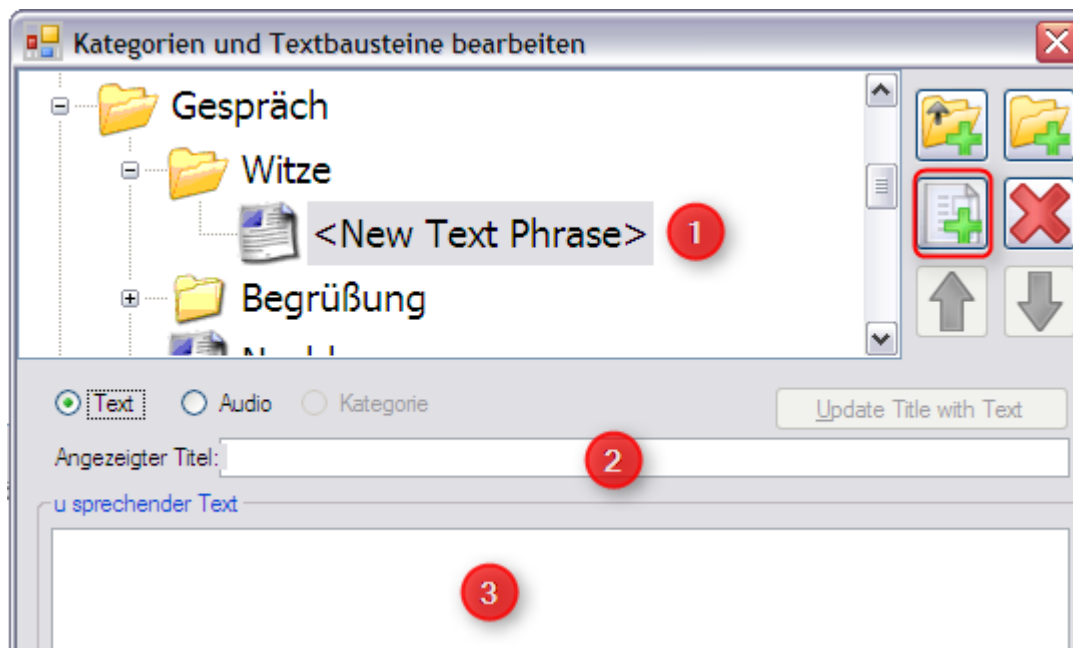 Kategorien und Textbausteine bearbeiten
Gespräch
Witze
<New Text Phrase>
1
Begrüßung
Text
Audio
Kategorie
Update Title with Text
Angezeigter Titel:
2
u sprechender Text
3